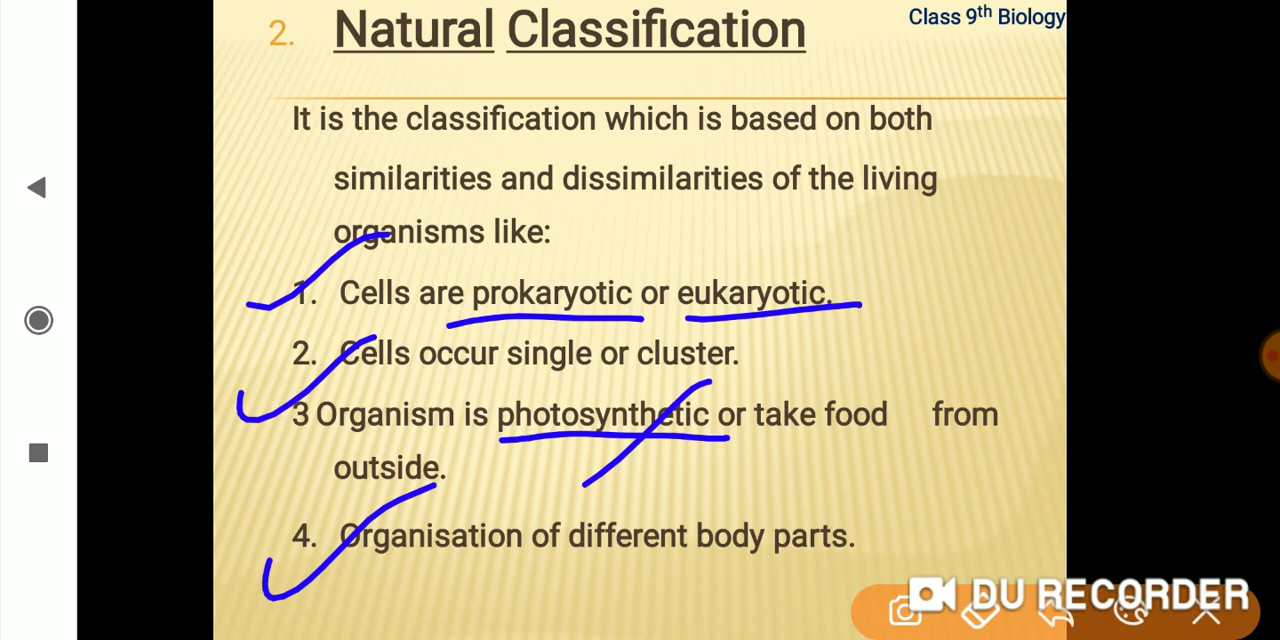 Class 9th Biology
2. Natural Classification
It is the classification which is based on both
similarities and dissimilarities of the living
organisms like:
1. Cells are prokaryotic or eukaryotic.
2. Cells occur single or cluster.
3 Organism is photosynthetic or take food from
outside.
4. Organisation of different body parts.
DU RECORDER